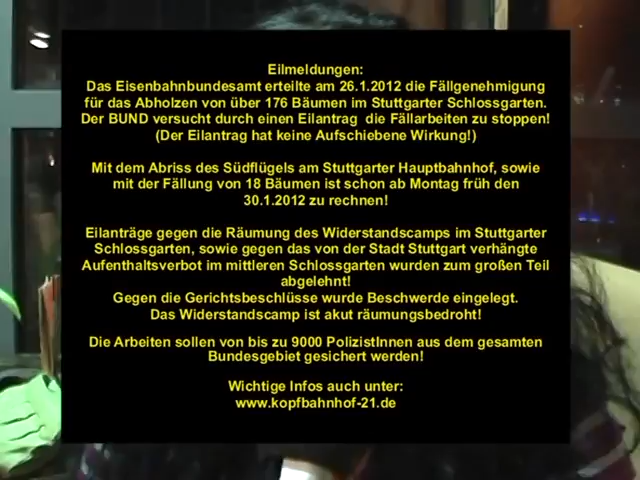 Eilmeldungen:
Das Eisenbahnbundesamt erteilte am 26.1.2012 die Fällgenehmigung
für das Abholzen von über 176 Bäumen im Stuttgarter Schlossgarten.
Der BUND versucht durch einen Eilantrag die Fällarbeiten zu stoppen!
(Der Eilantrag hat keine Aufschiebene Wirkung!)
Mit dem Abriss des Südflügels am Stuttgarter Hauptbahnhof, sowie
mit der Fällung von 18 Bäumen ist schon ab Montag früh den
30.1.2012 zu rechnen!
Eilanträge gegen die Räumung des Widerstandscamps im Stuttgarter
Schlossgarten, sowie gegen das von der Stadt Stuttgart verhängte
Aufenthaltsverbot im mittleren Schlossgarten wurden zum großen Teil
abgelehnt!
Gegen die Gerichtsbeschlüsse wurde Beschwerde eingelegt.
Das Widerstandscamp ist akut räumungsbedroht!
Die Arbeiten sollen von bis zu 9000 PolizistInnen aus dem gesamten
Bundesgebiet gesichert werden!
Wichtige Infos auch unter:
www.kopfbahnhof-21.de